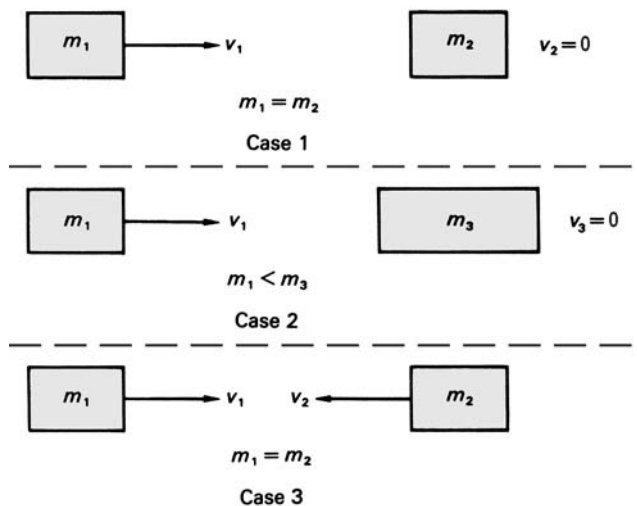 m₁ v₁ m₂ v₂=0
m₁ = m₂
Case 1
m₁ v₁ m₃ v₃=0
m₁ < m₃
Case 2
m₁ v₁ v₂ m₂
m₁ = m₂
Case 3